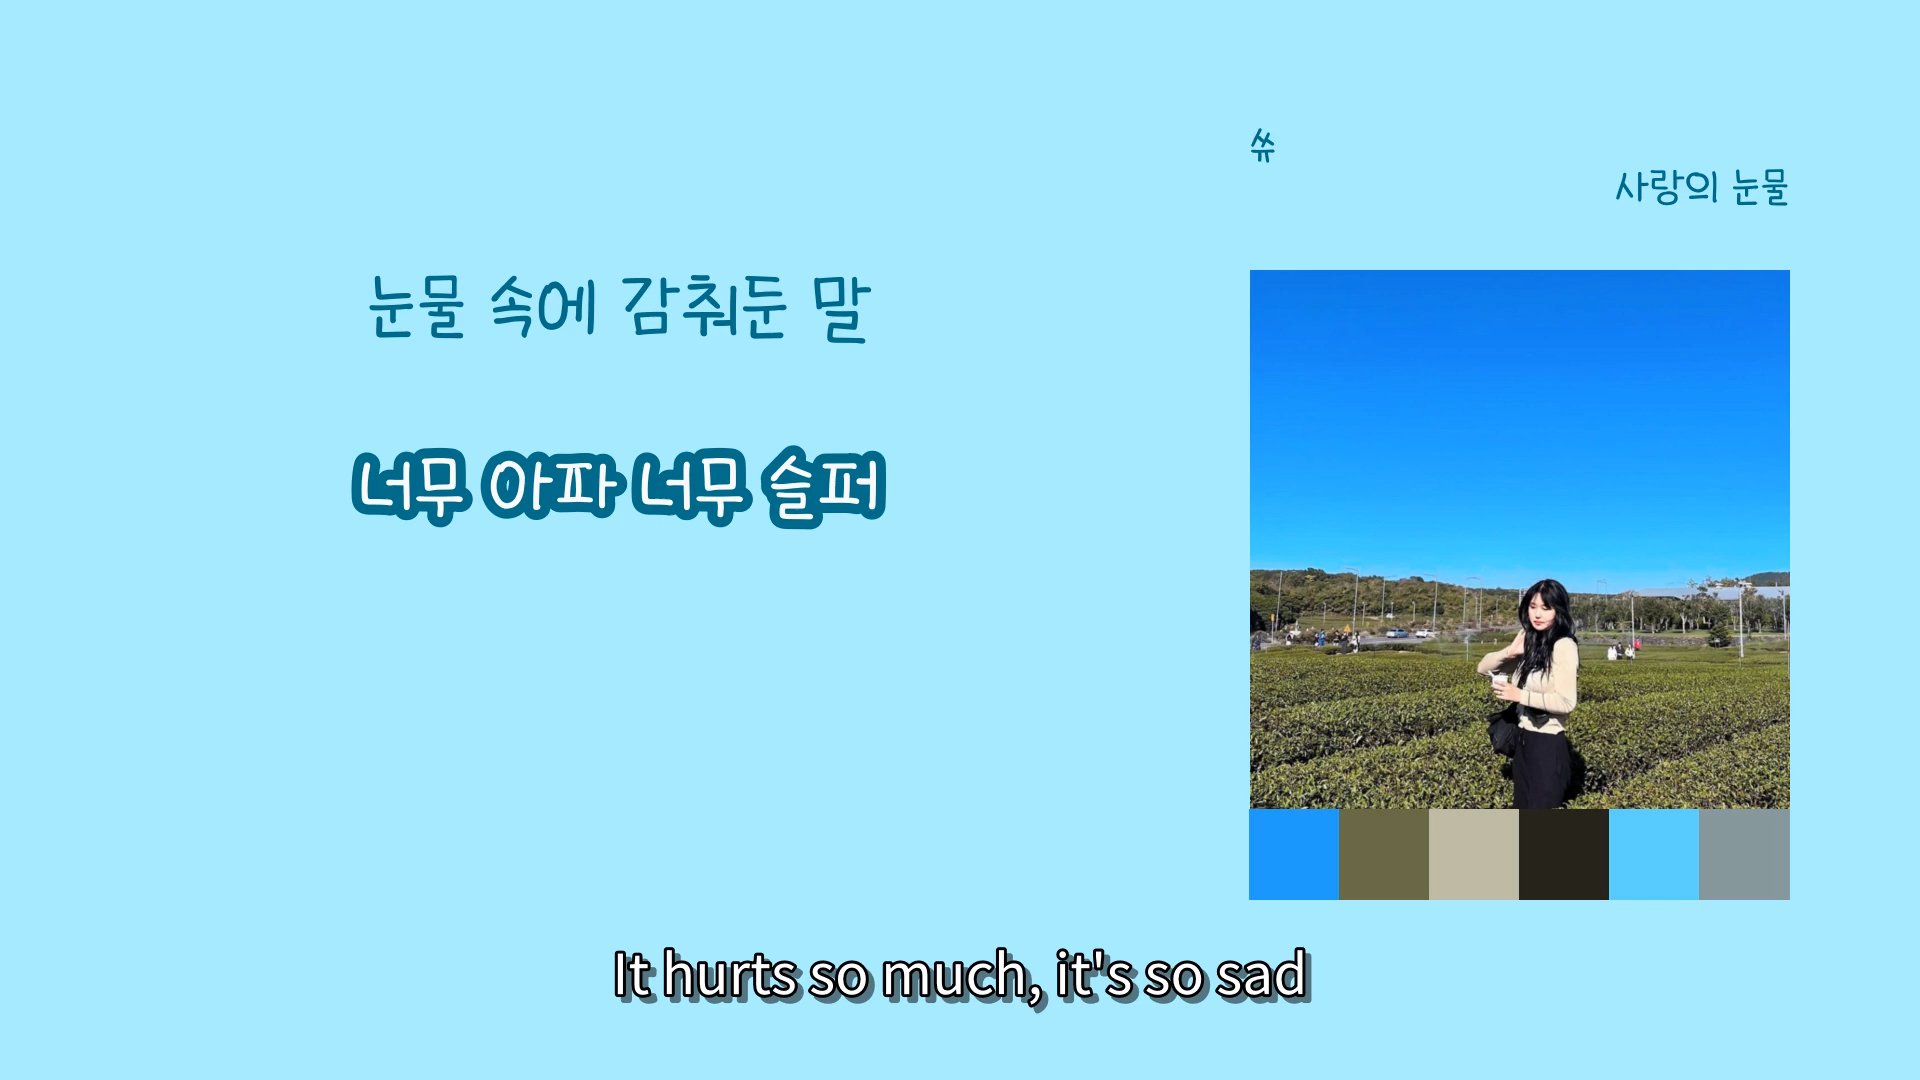 쓔
사랑의 눈물
눈물 속에 감춰둔 말
너무 아파 너무 슬퍼
It hurts so much, it's so sad